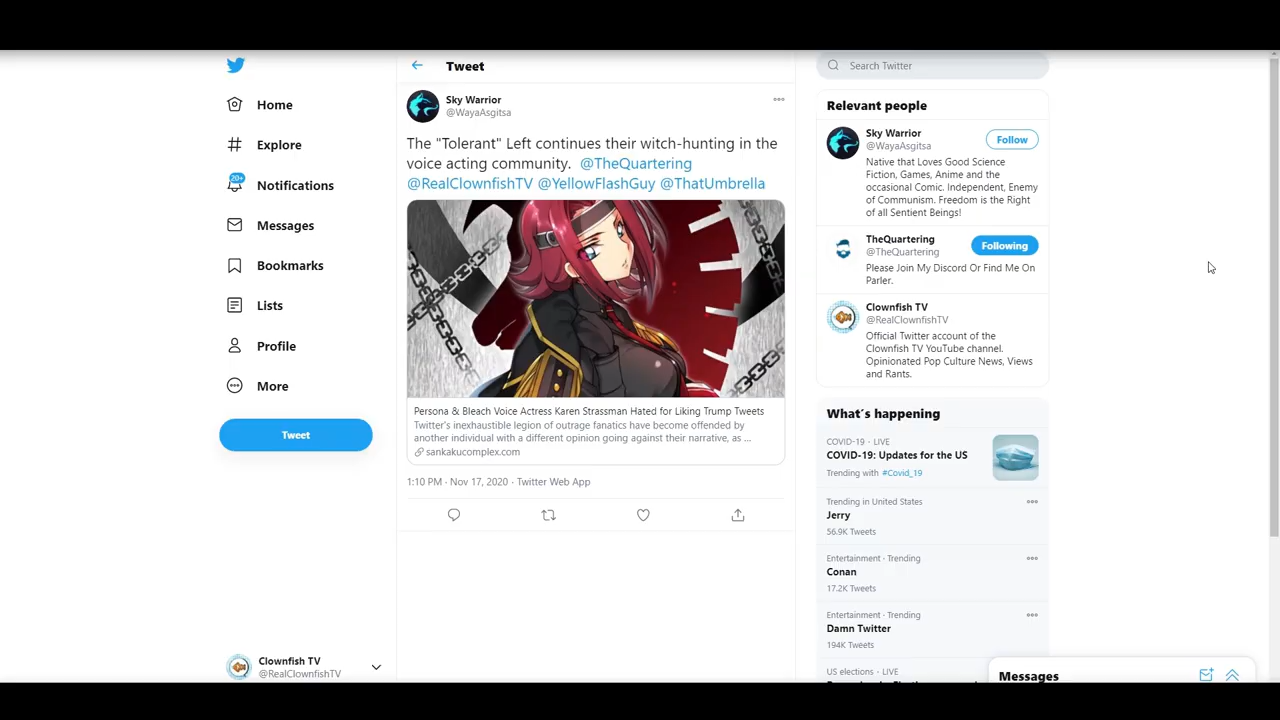 Home
Explore
20+
Notifications
Messages
Bookmarks
Lists
Profile
More
Tweet
Clownfish TV
@RealClownfishTV
Tweet
Sky Warrior
@WayaAsgitsa
The "Tolerant" Left continues their witch-hunting in the
voice acting community. @TheQuartering
@RealClownfishTV @YellowFlashGuy @ThatUmbrella
Persona & Bleach Voice Actress Karen Strassman Hated for Liking Trump Tweets
Twitter's inexhaustible legion of outrage fanatics have become offended by
another individual with a different opinion going against their narrative, as ...
sankakucomplex.com
1:10 PM · Nov 17, 2020 · Twitter Web App
Search Twitter
Relevant people
Sky Warrior
@WayaAsgitsa
Follow
Native that Loves Good Science
Fiction, Games, Anime and the
occasional Comic. Independent, Enemy
of Communism. Freedom is the Right
of all Sentient Beings!
TheQuartering
@TheQuartering
Following
Please Join My Discord Or Find Me On
Parler.
Clownfish TV
@RealClownfishTV
Official Twitter account of the
Clownfish TV YouTube channel.
Opinionated Pop Culture News, Views
and Rants.
What's happening
COVID-19 · LIVE
COVID-19: Updates for the US
Trending with #Covid_19
Trending in United States
Jerry
56.9K Tweets
Entertainment · Trending
Conan
17.2K Tweets
Entertainment · Trending
Damn Twitter
194K Tweets
US elections · LIVE
Messages